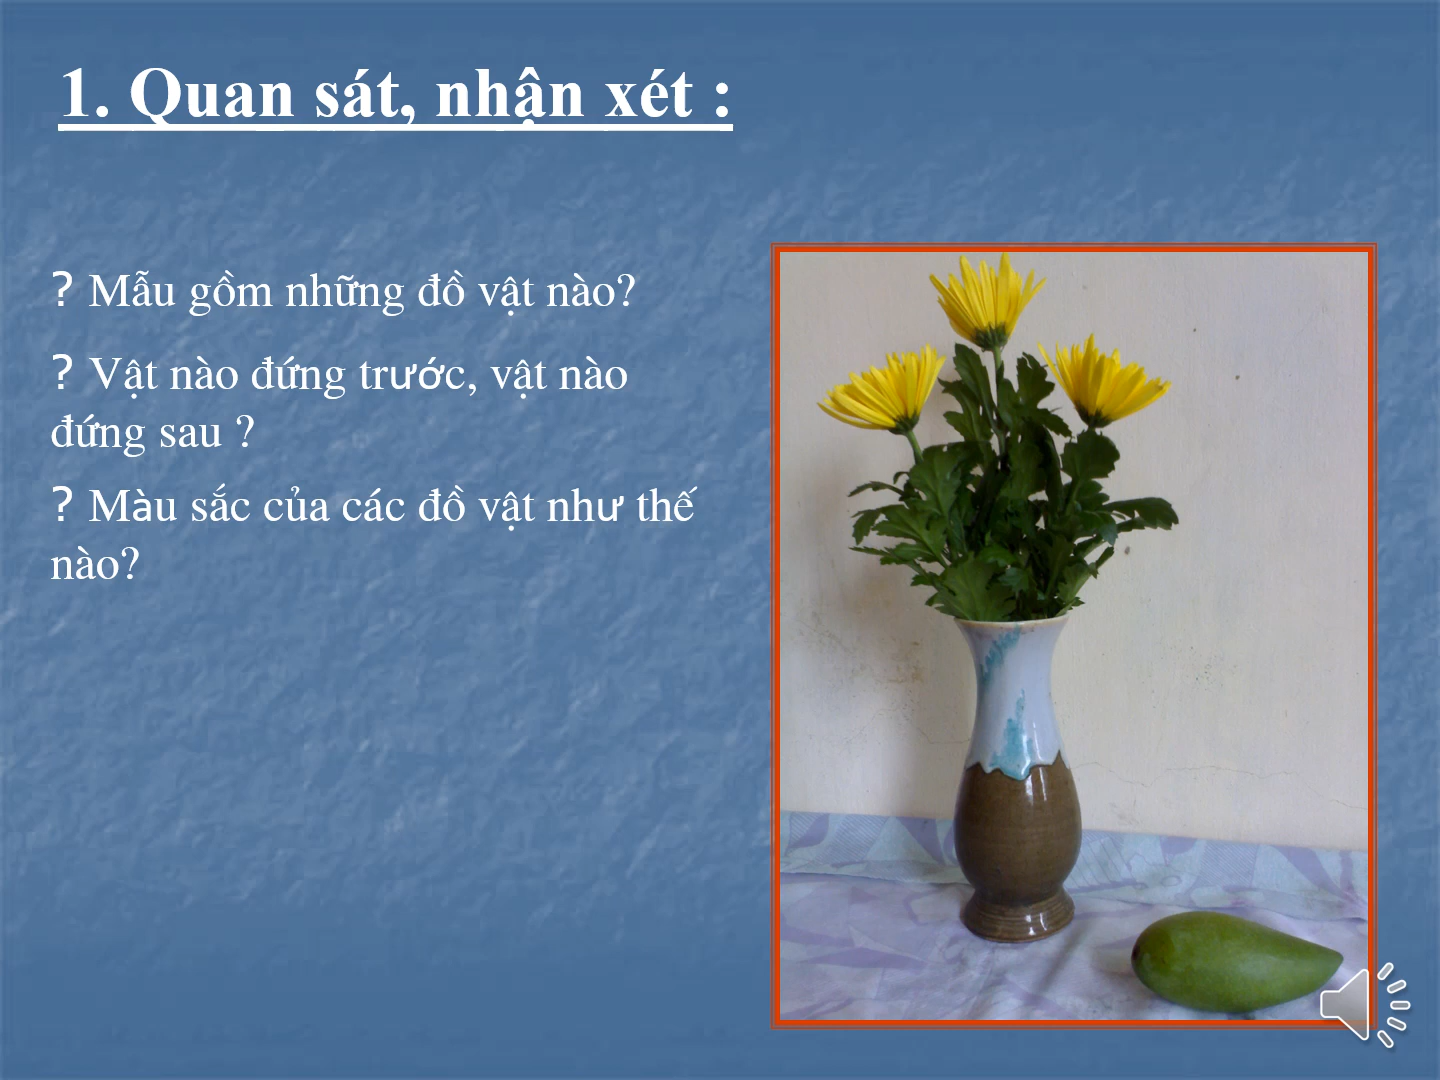 1. Quan sát, nhận xét :
? Mẫu gồm những đồ vật nào?
? Vật nào đứng trước, vật nào
đứng sau ?
? Màu sắc của các đồ vật như thế
nào?